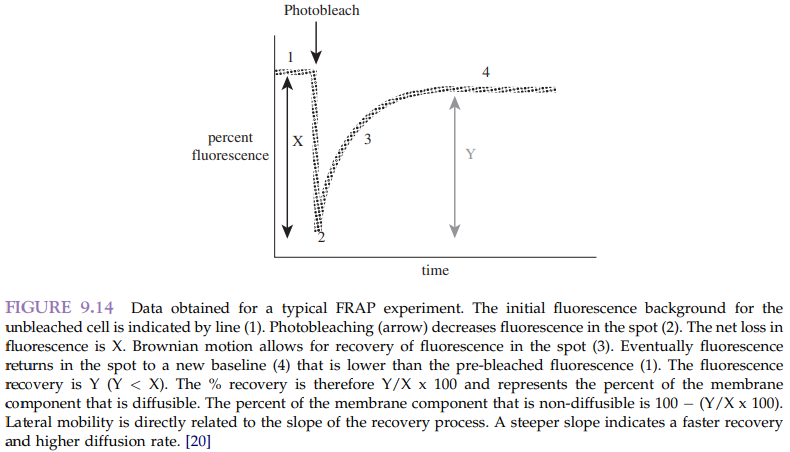 Photobleach
1
4
percent
fluorescence
X
3
Y
2
time
FIGURE 9.14 Data obtained for a typical FRAP experiment. The initial fluorescence background for the
unbleached cell is indicated by line (1). Photobleaching (arrow) decreases fluorescence in the spot (2). The net loss in
fluorescence is X. Brownian motion allows for recovery of fluorescence in the spot (3). Eventually fluorescence
returns in the spot to a new baseline (4) that is lower than the pre-bleached fluorescence (1). The fluorescence
recovery is Y (Y < X). The % recovery is therefore Y/X x 100 and represents the percent of the membrane
component that is diffusible. The percent of the membrane component that is non-diffusible is 100 − (Y/X x 100).
Lateral mobility is directly related to the slope of the recovery process. A steeper slope indicates a faster recovery
and higher diffusion rate. [20]